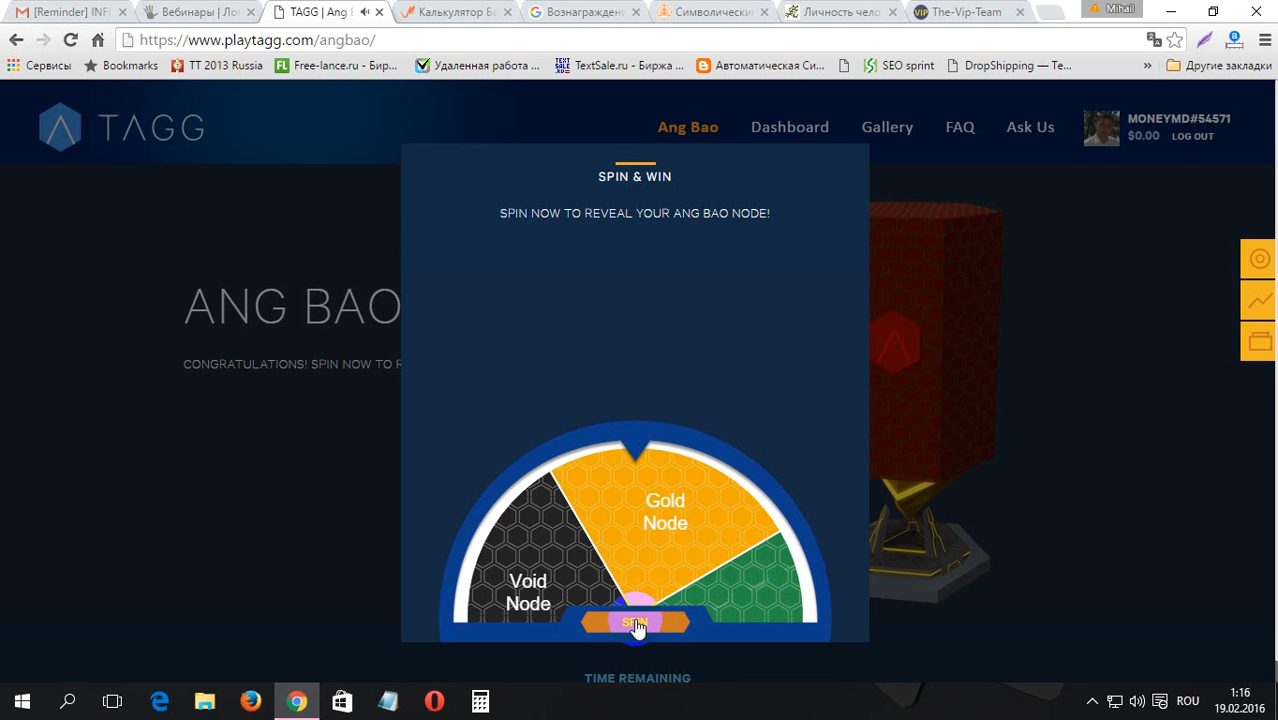 [Reminder] INFI
Вебинары | Ло
TAGG | Ang B
Калькулятор Б
Вознагражден
Символически
Личность чело
The-Vip-Team
Mihail
https://www.playtagg.com/angbao/
Сервисы
Bookmarks
TT 2013 Russia
Free-lance.ru - Бир...
Удаленная работа ...
TextSale.ru - Биржа ...
Автоматическая Си...
SEO sprint
DropShipping — Те...
»
Другие закладки
TAGG
Ang Bao
Dashboard
Gallery
FAQ
Ask Us
MONEYMD#54571
$0.00 LOG OUT
SPIN & WIN
SPIN NOW TO REVEAL YOUR ANG BAO NODE!
ANG BAO
CONGRATULATIONS! SPIN NOW TO R
Gold
Node
Void
Node
SPIN
TIME REMAINING
ROU
1:16
19.02.2016